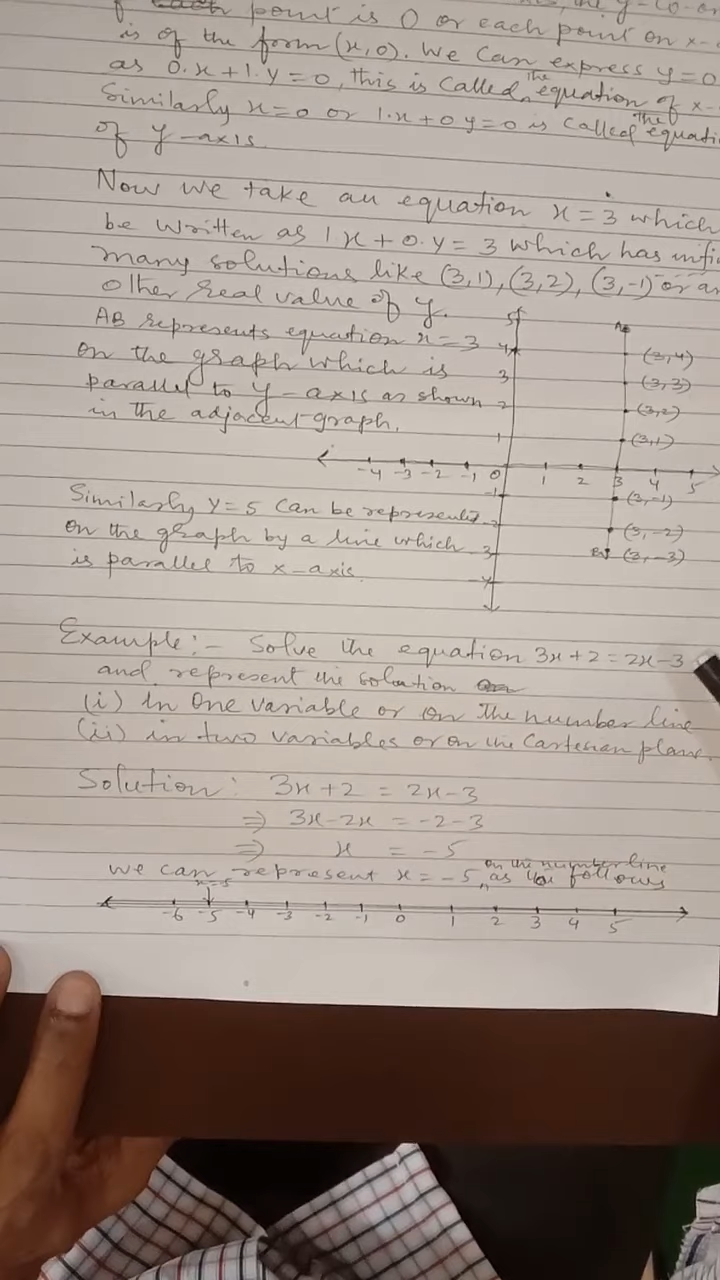 point is 0 or each point on x-
is of the form (x,0). We can express y=0
as 0.x+1.y=0, this is called the equation of x-
Similarly x=0 or 1.x+0y=0 is called the equati
of y-axis.
Now we take an equation x=3 which
be written as 1.x+0.y=3 which has infi
many solutions like (3,1), (3,2), (3,-1) or an
other real value of y.
AB represents equation x=3
on the graph which is
parallel to y-axis as shown
in the adjacent graph.
5
4
3
2
1
A
(3,4)
(3,3)
(3,2)
(3,1)
-4 -3 -2 -1 0 1 2 3 4 5
-1
(3,-1)
(3,-2)
B (3,-3)
Similarly y=5 can be represented
on the graph by a line which
is parallel to x-axis.
Example:- Solve the equation 3x+2=2x-3
and represent the solution
(i) in one variable or on the number line
(ii) in two variables or on the Cartesian plane.
Solution: 3x+2 = 2x-3
⇒ 3x-2x = -2-3
⇒ x = -5
we can represent x=-5, on the number line as follows
x=-5
-6 -5 -4 -3 -2 -1 0 1 2 3 4 5